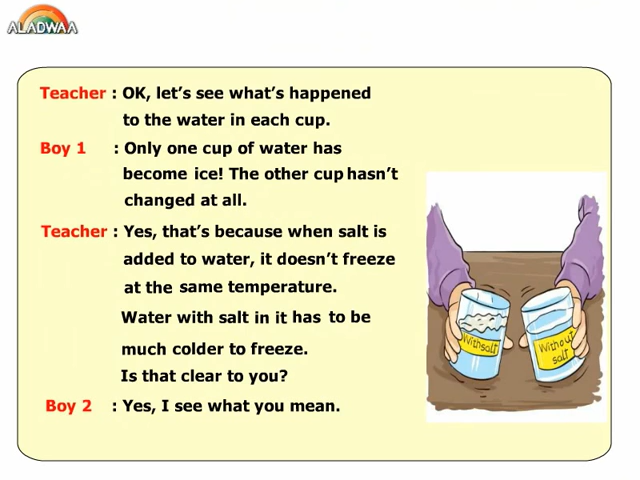 ALADWAA
Teacher : OK, let's see what's happened
to the water in each cup.
Boy 1 : Only one cup of water has
become ice! The other cup hasn't
changed at all.
Teacher : Yes, that's because when salt is
added to water, it doesn't freeze
at the same temperature.
Water with salt in it has to be
much colder to freeze.
Is that clear to you?
Boy 2 : Yes, I see what you mean.
With salt
Without
salt